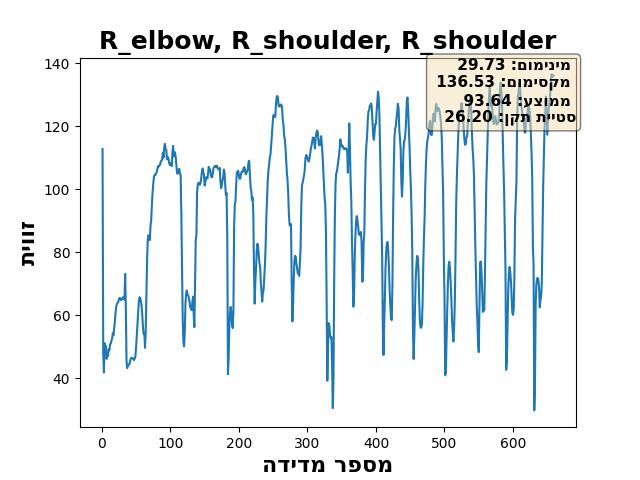 R_elbow, R_shoulder, R_shoulder
מינימום: 29.73
מקסימום: 136.53
ממוצע: 93.64
סטיית תקן: 26.20
140
120
100
80
60
40
זווית
0 100 200 300 400 500 600
מספר מדידה